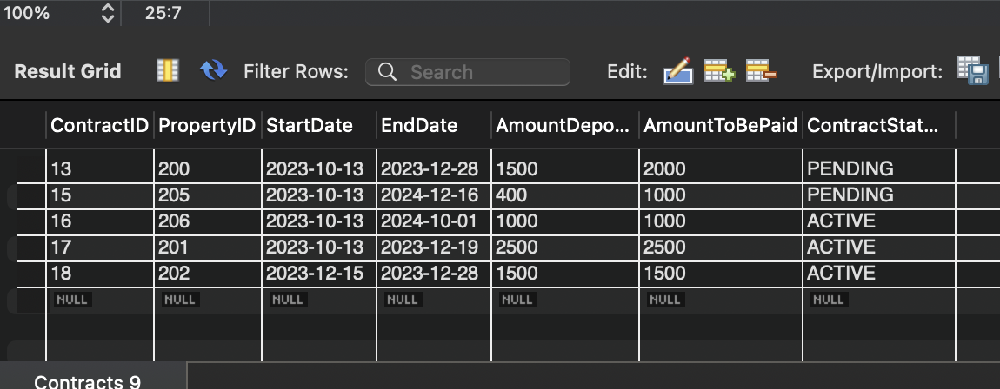 100% 25:7
Result Grid Filter Rows: Search Edit: Export/Import:
ContractID PropertyID StartDate EndDate AmountDepo... AmountToBePaid ContractStat...
13 200 2023-10-13 2023-12-28 1500 2000 PENDING
15 205 2023-10-13 2024-12-16 400 1000 PENDING
16 206 2023-10-13 2024-10-01 1000 1000 ACTIVE
17 201 2023-10-13 2023-12-19 2500 2500 ACTIVE
18 202 2023-12-15 2023-12-28 1500 1500 ACTIVE
NULL NULL NULL NULL NULL NULL NULL
Contracts 9